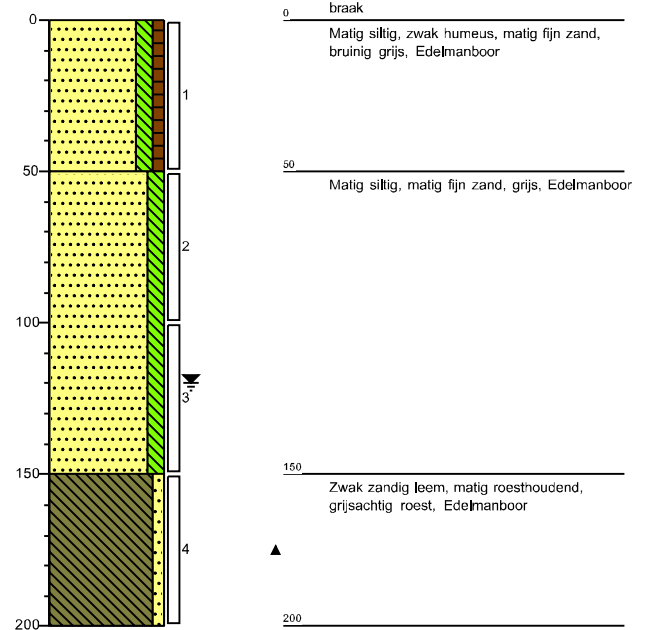 braak
0
0
Matig siltig, zwak humeus, matig fijn zand,
bruinig grijs, Edelmanboor
1
50
50
Matig siltig, matig fijn zand, grijs, Edelmanboor
2
100
3
150
150
Zwak zandig leem, matig roesthoudend,
grijsachtig roest, Edelmanboor
4
200
200